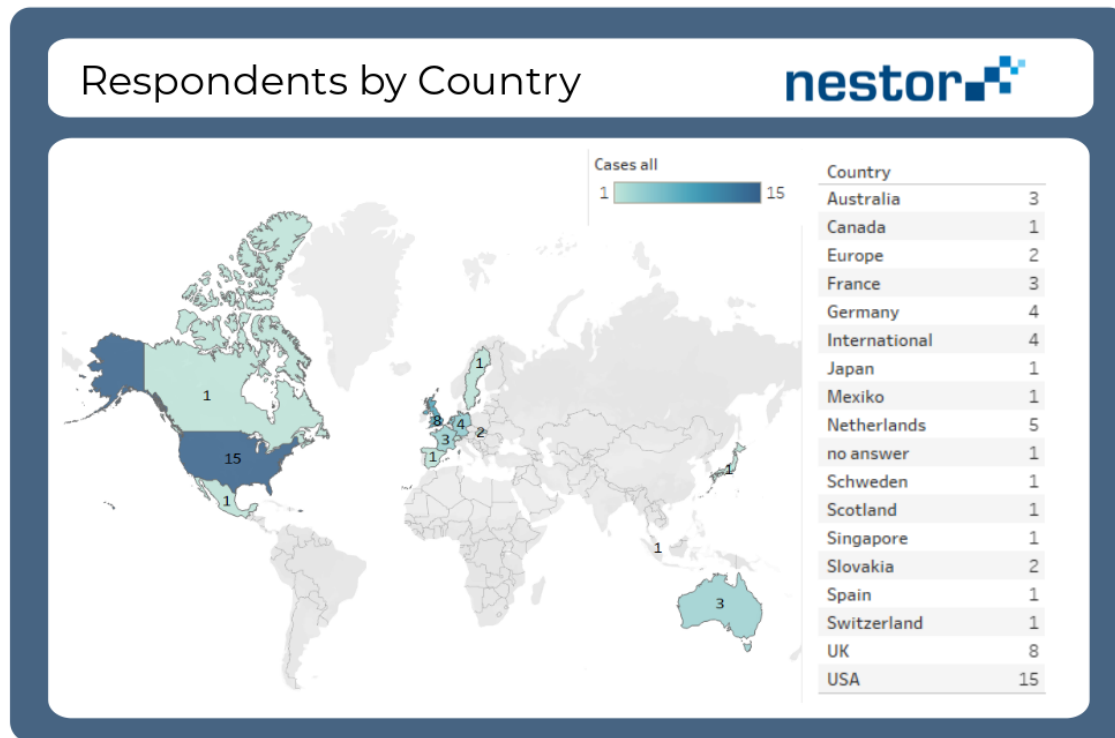 Respondents by Country
nestor
Cases all
1 15
Country
Australia 3
Canada 1
Europe 2
France 3
Germany 4
International 4
Japan 1
Mexiko 1
Netherlands 5
no answer 1
Schweden 1
Scotland 1
Singapore 1
Slovakia 2
Spain 1
Switzerland 1
UK 8
USA 15
1
1
8
4
2
3
1
15
1
1
1
3